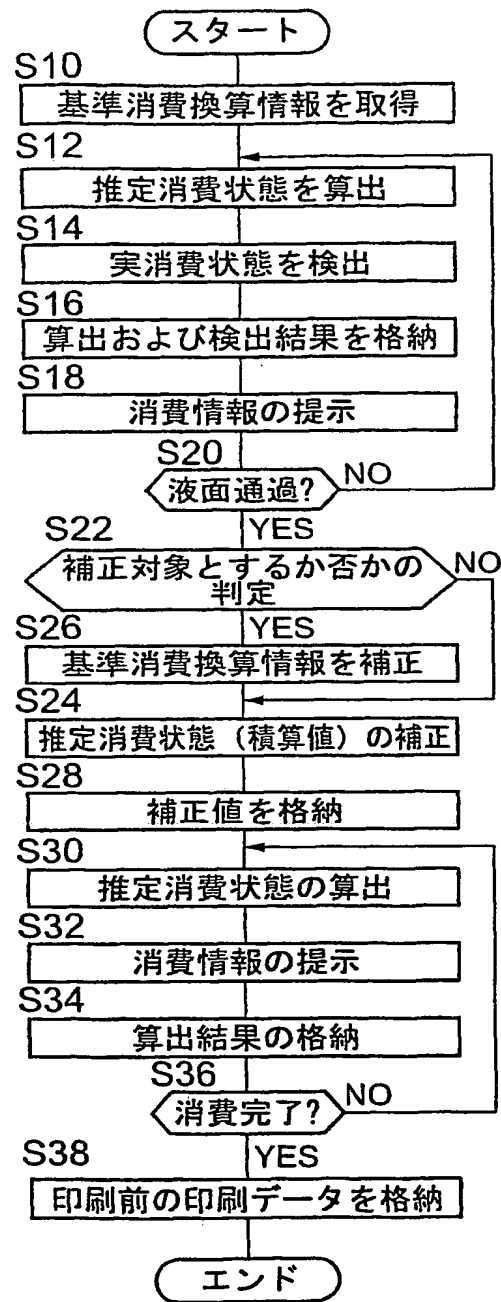 スタート
S10
基準消費換算情報を取得
S12
推定消費状態を算出
S14
実消費状態を検出
S16
算出および検出結果を格納
S18
消費情報の提示
S20
液面通過?
NO
YES
S22
補正対象とするか否かの
判定
NO
YES
S26
基準消費換算情報を補正
S24
推定消費状態（積算値）の補正
S28
補正値を格納
S30
推定消費状態の算出
S32
消費情報の提示
S34
算出結果の格納
S36
消費完了?
NO
YES
S38
印刷前の印刷データを格納
エンド